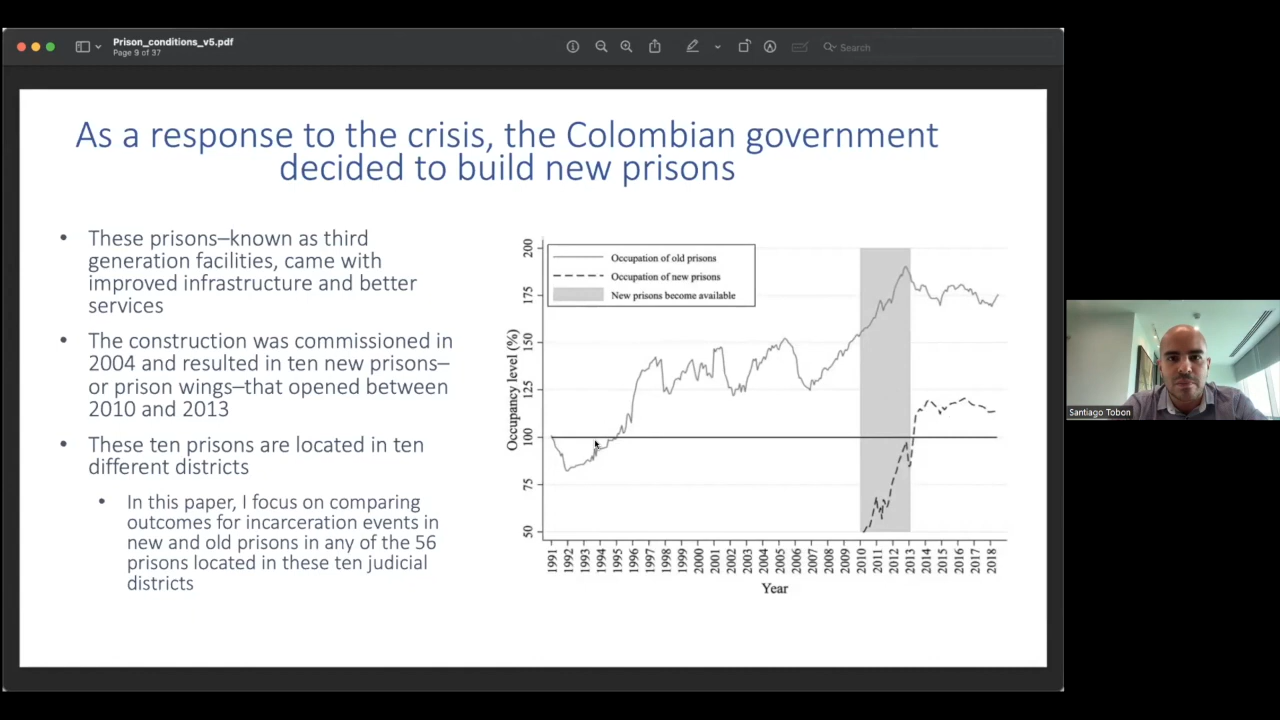 Prison_conditions_v5.pdf
Page 9 of 37
Search
As a response to the crisis, the Colombian government
decided to build new prisons
• These prisons–known as third
generation facilities, came with
improved infrastructure and better
services
• The construction was commissioned in
2004 and resulted in ten new prisons–
or prison wings–that opened between
2010 and 2013
• These ten prisons are located in ten
different districts
• In this paper, I focus on comparing
outcomes for incarceration events in
new and old prisons in any of the 56
prisons located in these ten judicial
districts
Occupation of old prisons
Occupation of new prisons
New prisons become available
Occupancy level (%)
200
175
150
125
100
75
50
1991 1992 1993 1994 1995 1996 1997 1998 1999 2000 2001 2002 2003 2004 2005 2006 2007 2008 2009 2010 2011 2012 2013 2014 2015 2016 2017 2018
Year
Santiago Tobon